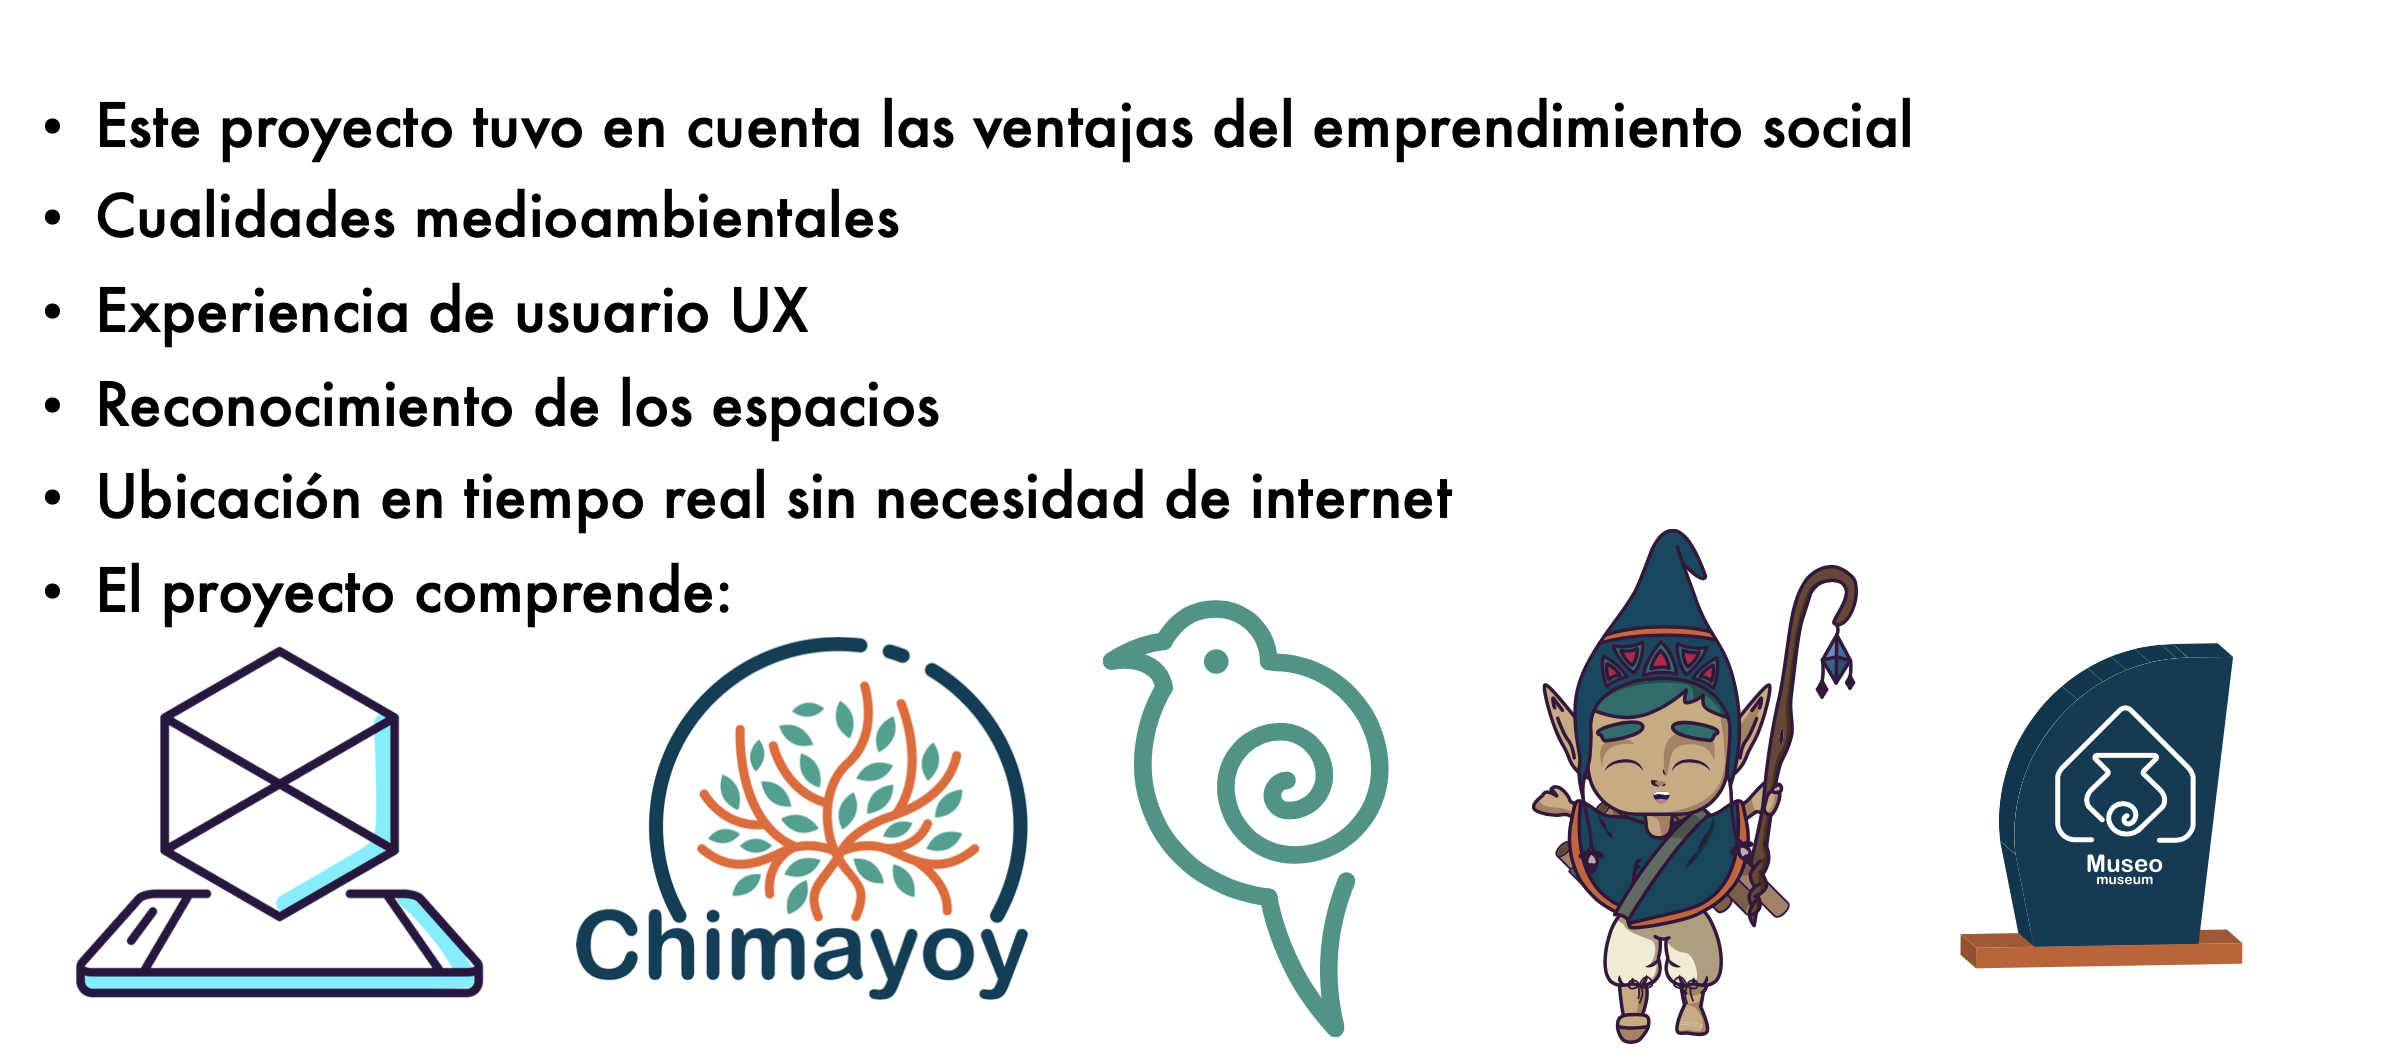 • Este proyecto tuvo en cuenta las ventajas del emprendimiento social
• Cualidades medioambientales
• Experiencia de usuario UX
• Reconocimiento de los espacios
• Ubicación en tiempo real sin necesidad de internet
• El proyecto comprende:
Chimayoy
Museo
museum